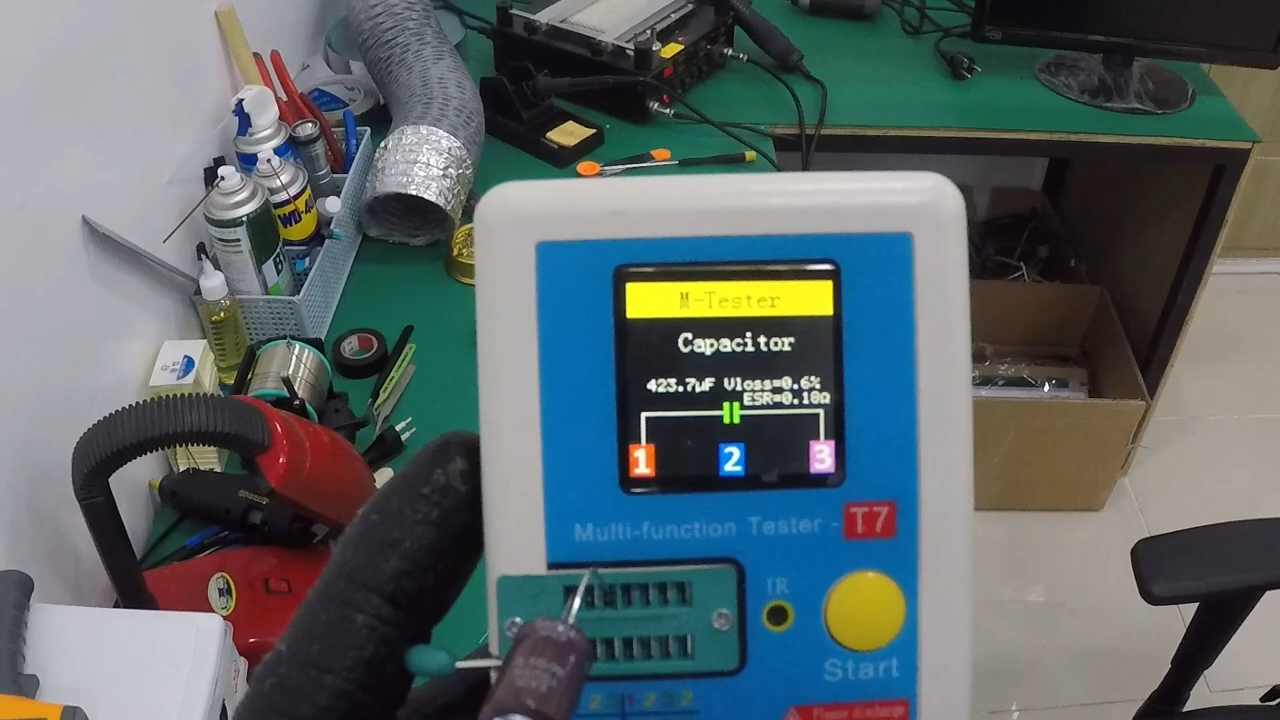 WD-40
M-Tester
Capacitor
423.7µF Vloss=0.6%
ESR=0.18Ω
1 2 3
Multi-function Tester - T7
IR
Start